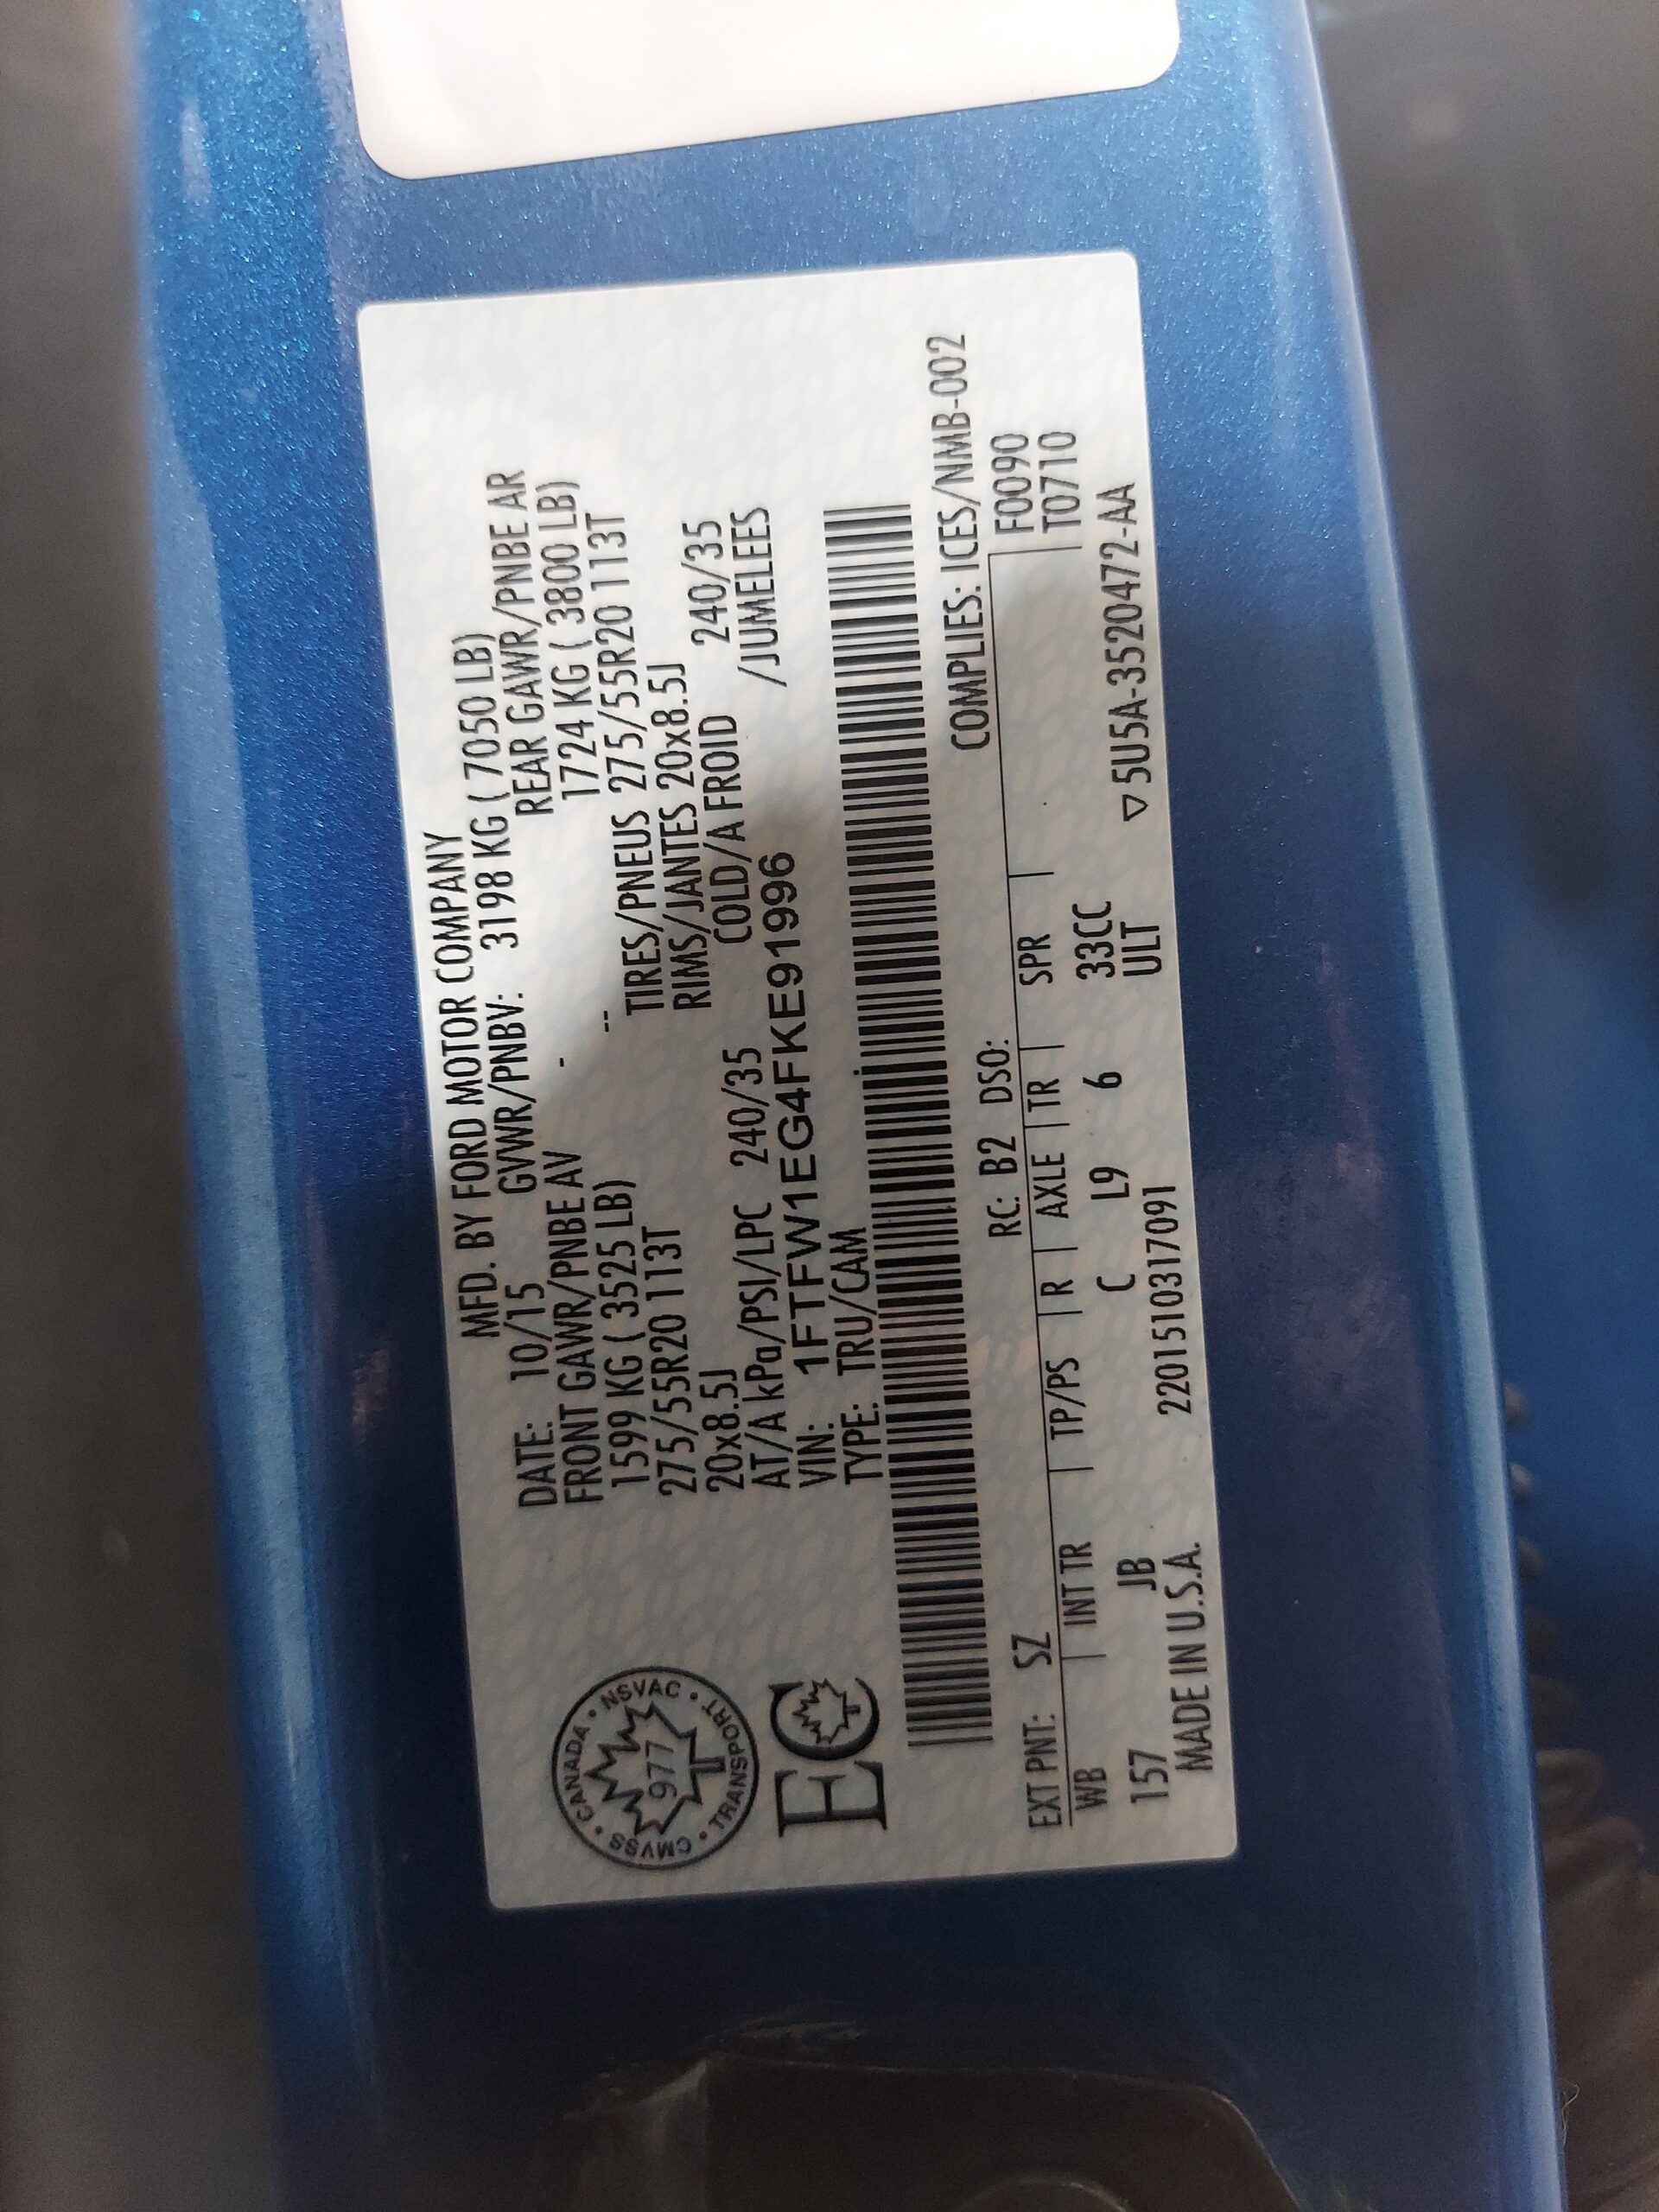 MFD. BY FORD MOTOR COMPANY
DATE: 10/15 GVWR/PNBV: 3198 KG ( 7050 LB)
FRONT GAWR/PNBE AV - REAR GAWR/PNBE AR
1599 KG ( 3525 LB) -- 1724 KG ( 3800 LB)
275/55R20 113T TIRES/PNEUS 275/55R20 113T
20x8.5J RIMS/JANTES 20x8.5J
AT/A kPa/PSI/LPC 240/35 COLD/A FROID 240/35
VIN: 1FTFW1EG4FKE91996 /JUMELEES
TYPE: TRU/CAM
CANADA • NSVAC • TRANSPORT • CMVSS •
977
EC
COMPLIES: ICES/NMB-002
EXT PNT: SZ RC: B2 DSO: F0090
WB INT TR TP/PS R AXLE TR SPR T0710
157 JB C L9 6 33CC
ULT
MADE IN U.S.A. 220151031709 1 ▽5U5A-3520472-AA